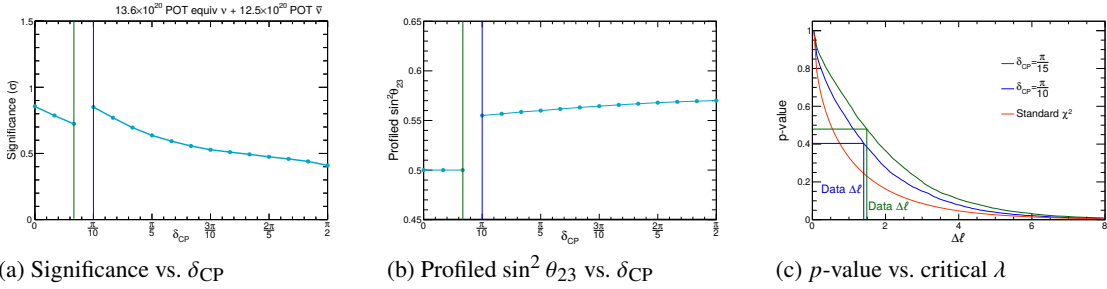 13.6×10²⁰ POT equiv ν + 12.5×10²⁰ POT ν̅
Significance (σ)
1.5
1
0.5
0
0
π/10
π/5
3π/10
2π/5
π/2
δCP
Profiled sin²θ23
0.65
0.6
0.55
0.5
0.45
0
π/10
π/5
3π/10
2π/5
π/2
δCP
p-value
1
0.8
0.6
0.4
0.2
0
0
2
4
6
8
Δℓ
δCP=π/15
δCP=π/10
Standard χ²
Data Δℓ
Data Δℓ
(a) Significance vs. δCP
(b) Profiled sin² θ23 vs. δCP
(c) p-value vs. critical λ